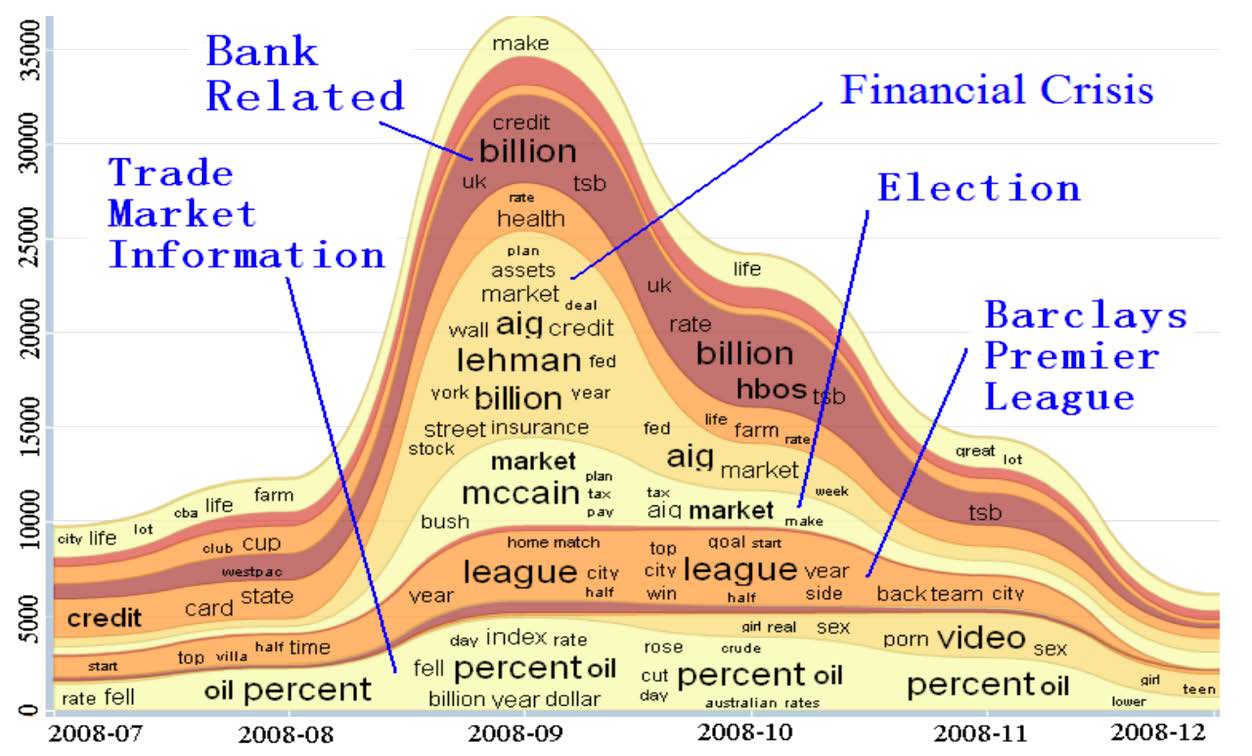 35000
30000
25000
20000
15000
10000
5000
0
Bank
Related
Financial Crisis
Trade
Market
Information
Election
Barclays
Premier
League
make
credit
billion
uk tsb
rate
health
plan
assets
market deal
wall aig credit
lehman fed
york billion year
street insurance
stock
market
mccain plan
tax
pay
bush
home match
league city
half
year
day index rate
fell percent oil
billion year dollar
life
uk
rate
billion
hbos tsb
life farm rate
fed
aig market
week
tax
aig market make
top goal start
city league year
win half side
girl real sex
rose crude
cut percent oil
day australian rates
great lot
tsb
back team city
porn video sex
percent oil
girl teen
lower
city life lot cba life farm
club cup
westpac
credit card state
start top villa half time
rate fell oil percent
2008-07 2008-08 2008-09 2008-10 2008-11 2008-12